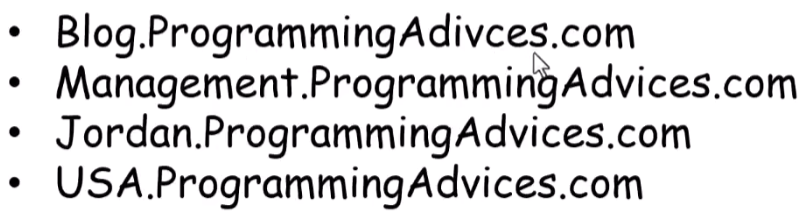 • Blog.ProgrammingAdivces.com
• Management.ProgrammingAdvices.com
• Jordan.ProgrammingAdvices.com
• USA.ProgrammingAdvices.com